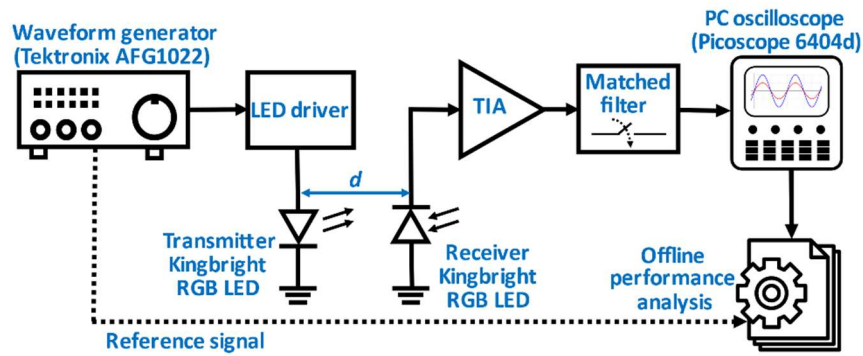 Waveform generator
(Tektronix AFG1022)
PC oscilloscope
(Picoscope 6404d)
LED driver
TIA
Matched
filter
d
Transmitter
Kingbright
RGB LED
Receiver
Kingbright
RGB LED
Offline
performance
analysis
Reference signal